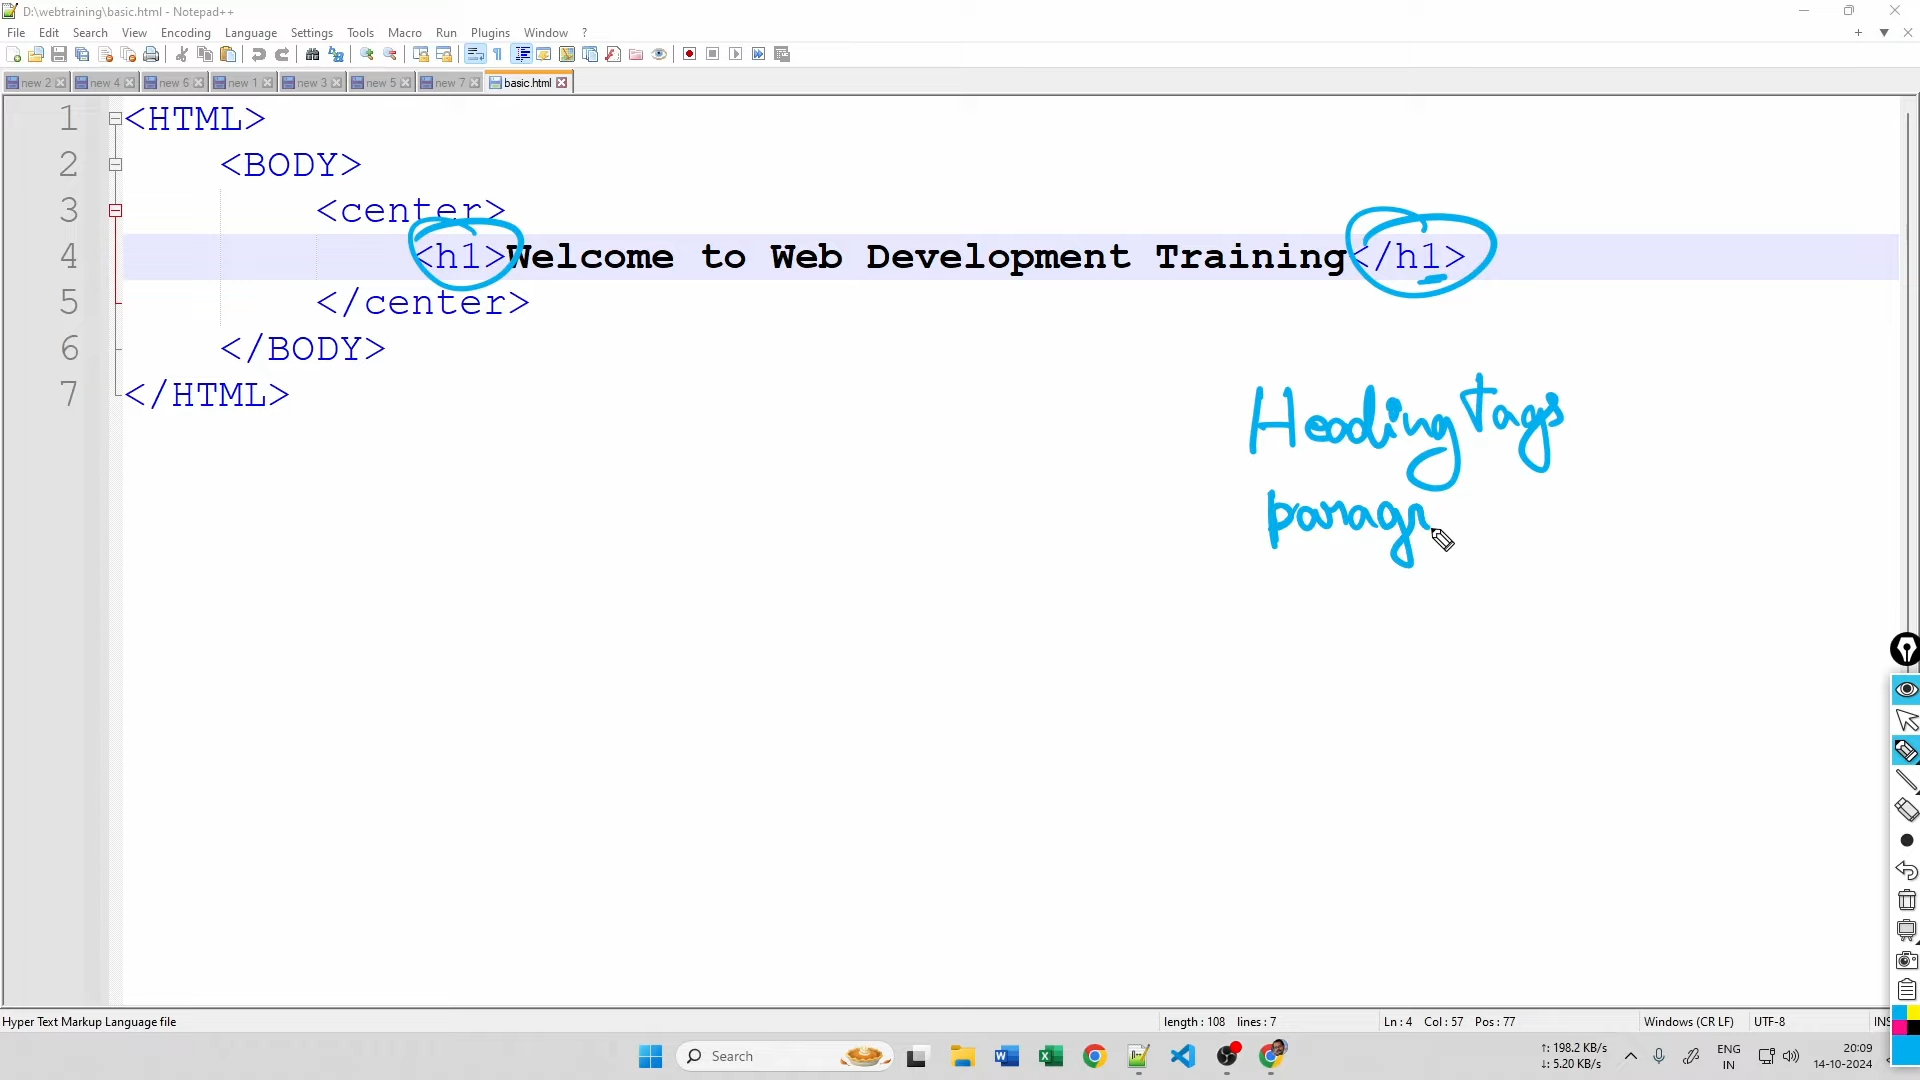 D:\webtraining\basic.html - Notepad++
File Edit Search View Encoding Language Settings Tools Macro Run Plugins Window ?
new 2 new 4 new 6 new 1 new 3 new 5 new 7 basic.html
1 <HTML>
2 <BODY>
3 <center>
4 <h1>Welcome to Web Development Training</h1>
5 </center>
6 </BODY>
7 </HTML>
Heading Tags
paragr
Hyper Text Markup Language file length : 108 lines : 7 Ln : 4 Col : 57 Pos : 77 Windows (CR LF) UTF-8 INS
Search ↑: 198.2 KB/s ENG 20:09
↓: 5.20 KB/s IN 14-10-2024